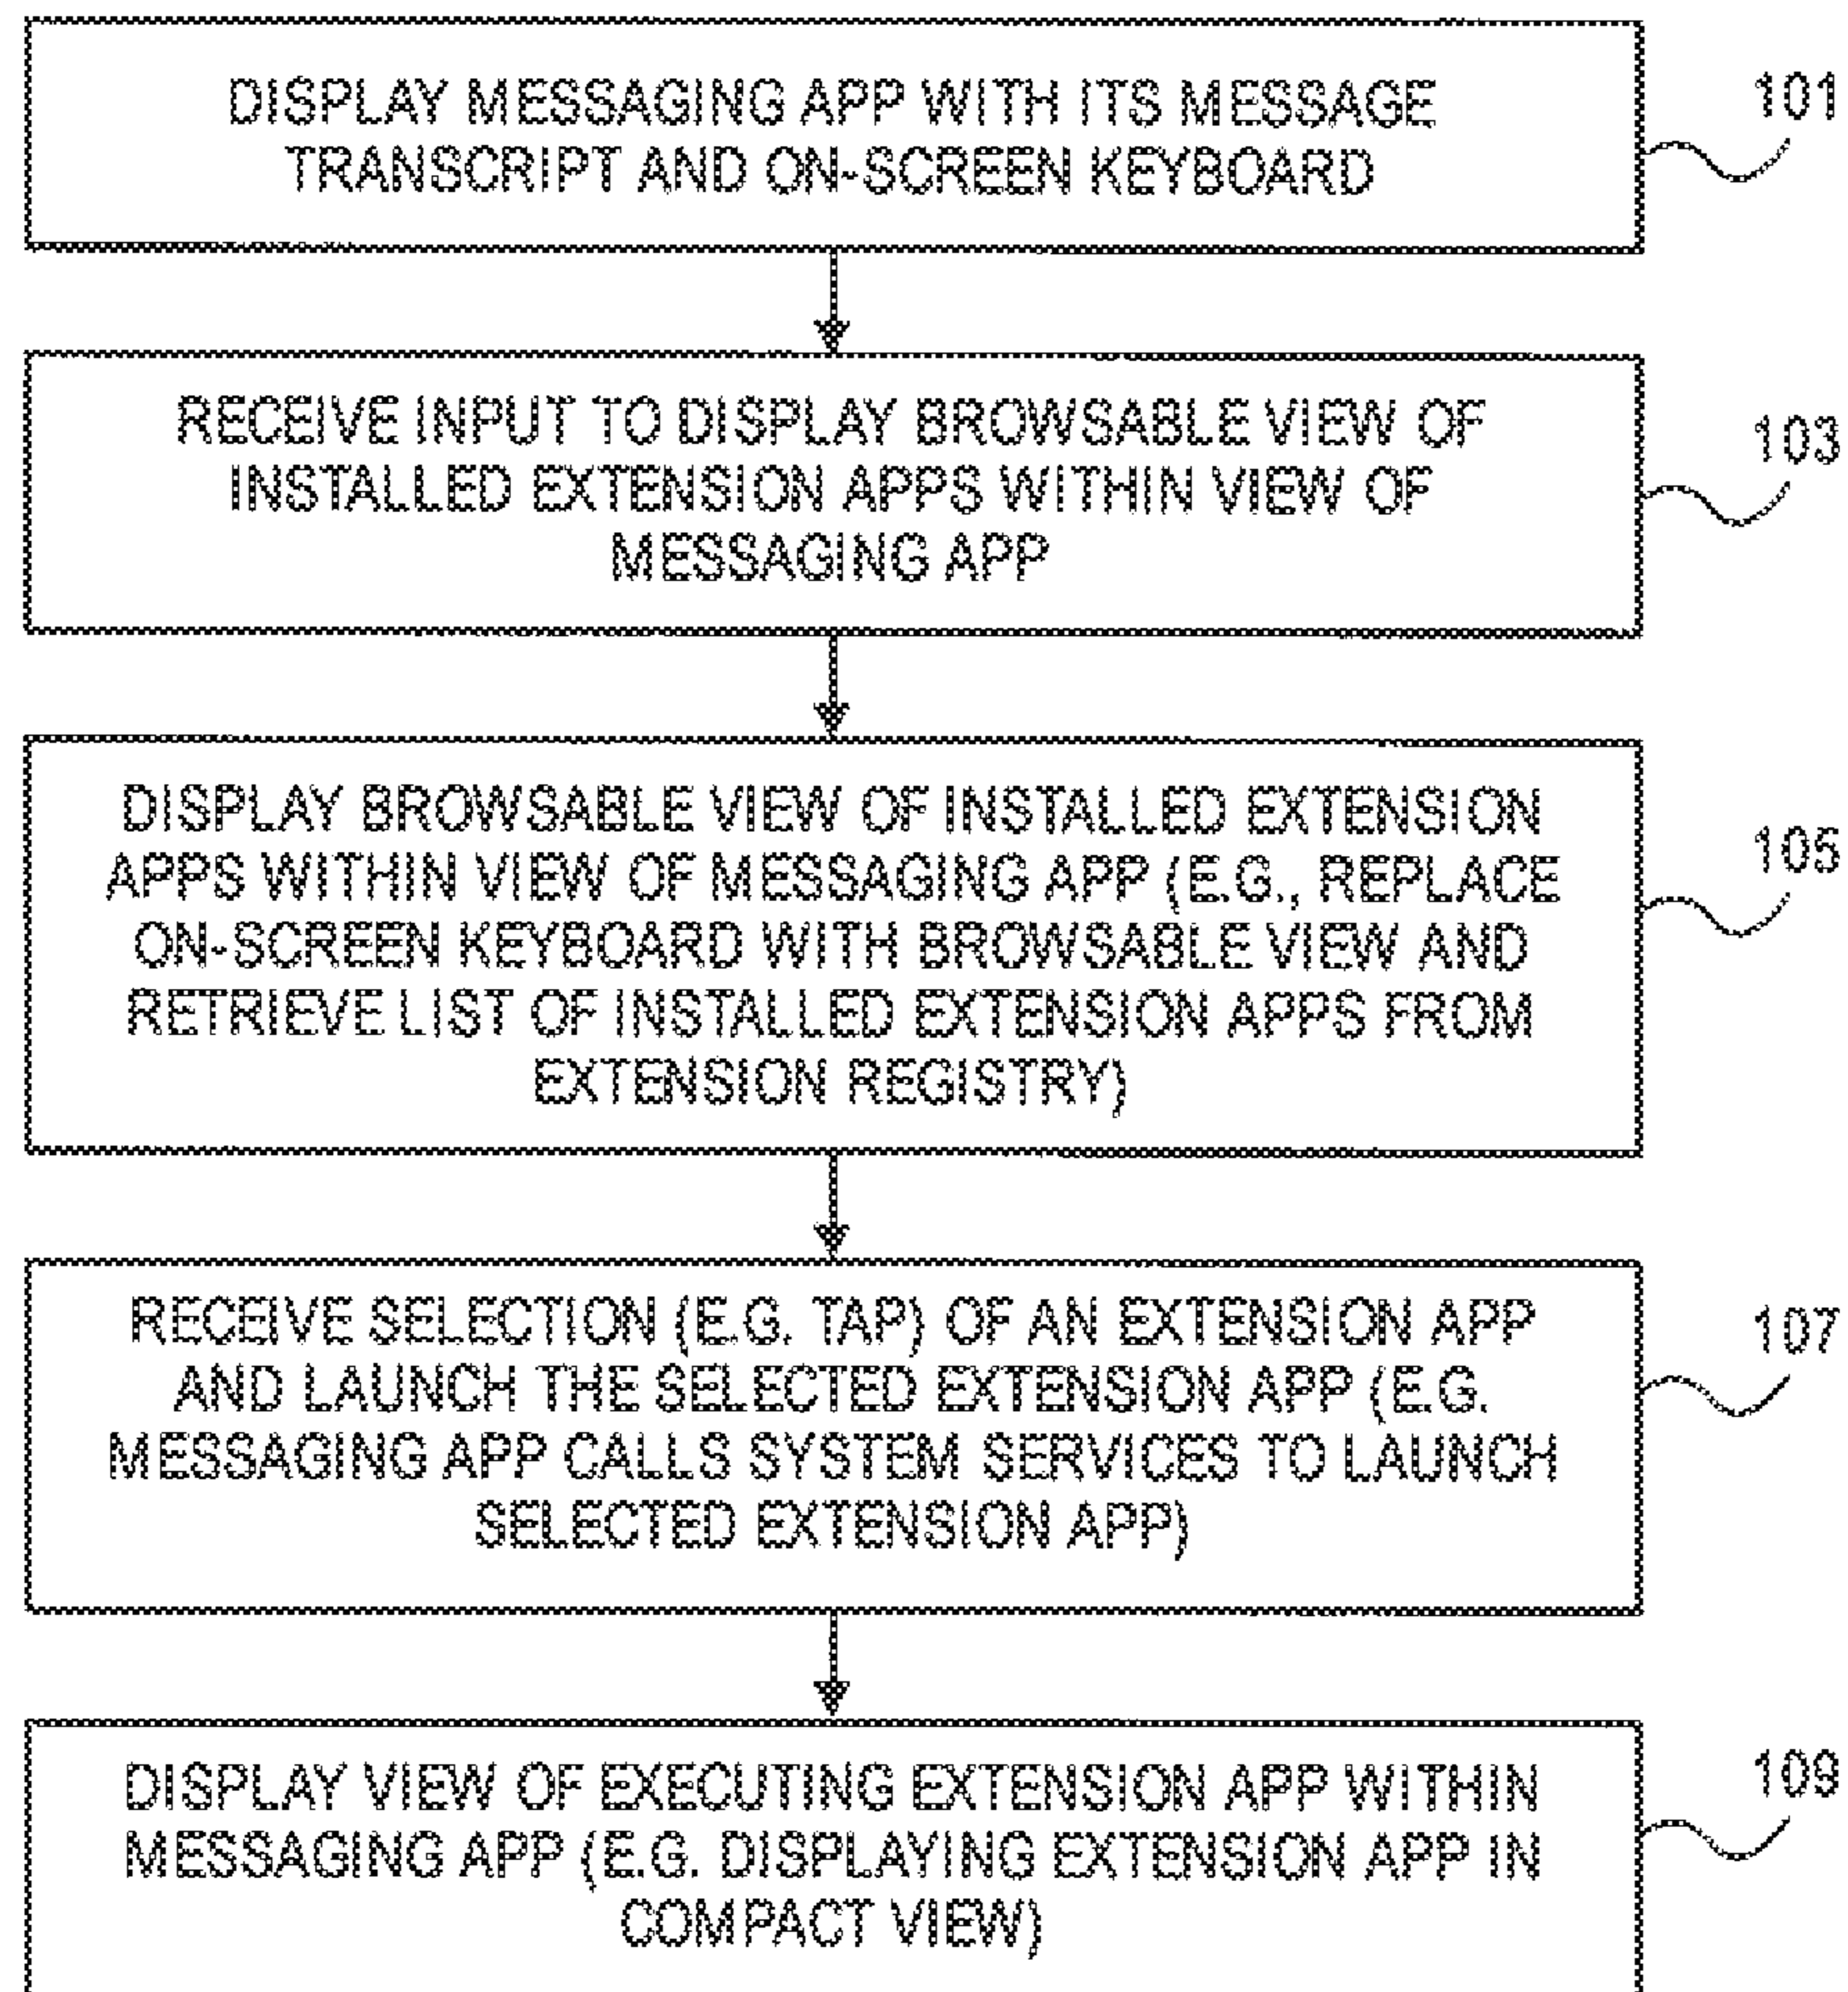 DISPLAY MESSAGING APP WITH ITS MESSAGE
TRANSCRIPT AND ON-SCREEN KEYBOARD
101
RECEIVE INPUT TO DISPLAY BROWSABLE VIEW OF
INSTALLED EXTENSION APPS WITHIN VIEW OF
MESSAGING APP
103
DISPLAY BROWSABLE VIEW OF INSTALLED EXTENSION
APPS WITHIN VIEW OF MESSAGING APP (E.G., REPLACE
ON-SCREEN KEYBOARD WITH BROWSABLE VIEW AND
RETRIEVE LIST OF INSTALLED EXTENSION APPS FROM
EXTENSION REGISTRY)
105
RECEIVE SELECTION (E.G. TAP) OF AN EXTENSION APP
AND LAUNCH THE SELECTED EXTENSION APP (E.G.
MESSAGING APP CALLS SYSTEM SERVICES TO LAUNCH
SELECTED EXTENSION APP)
107
DISPLAY VIEW OF EXECUTING EXTENSION APP WITHIN
MESSAGING APP (E.G. DISPLAYING EXTENSION APP IN
COMPACT VIEW)
109